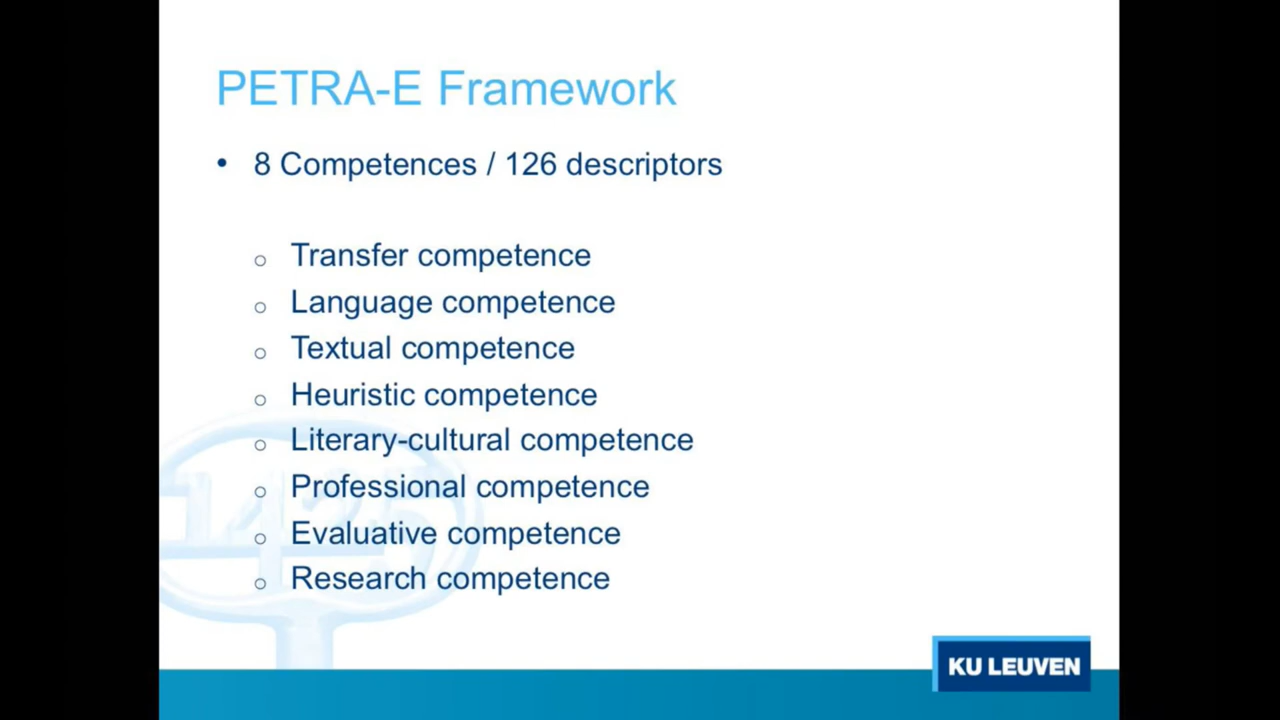 PETRA-E Framework
• 8 Competences / 126 descriptors
o Transfer competence
o Language competence
o Textual competence
o Heuristic competence
o Literary-cultural competence
o Professional competence
o Evaluative competence
o Research competence
1425
KU LEUVEN